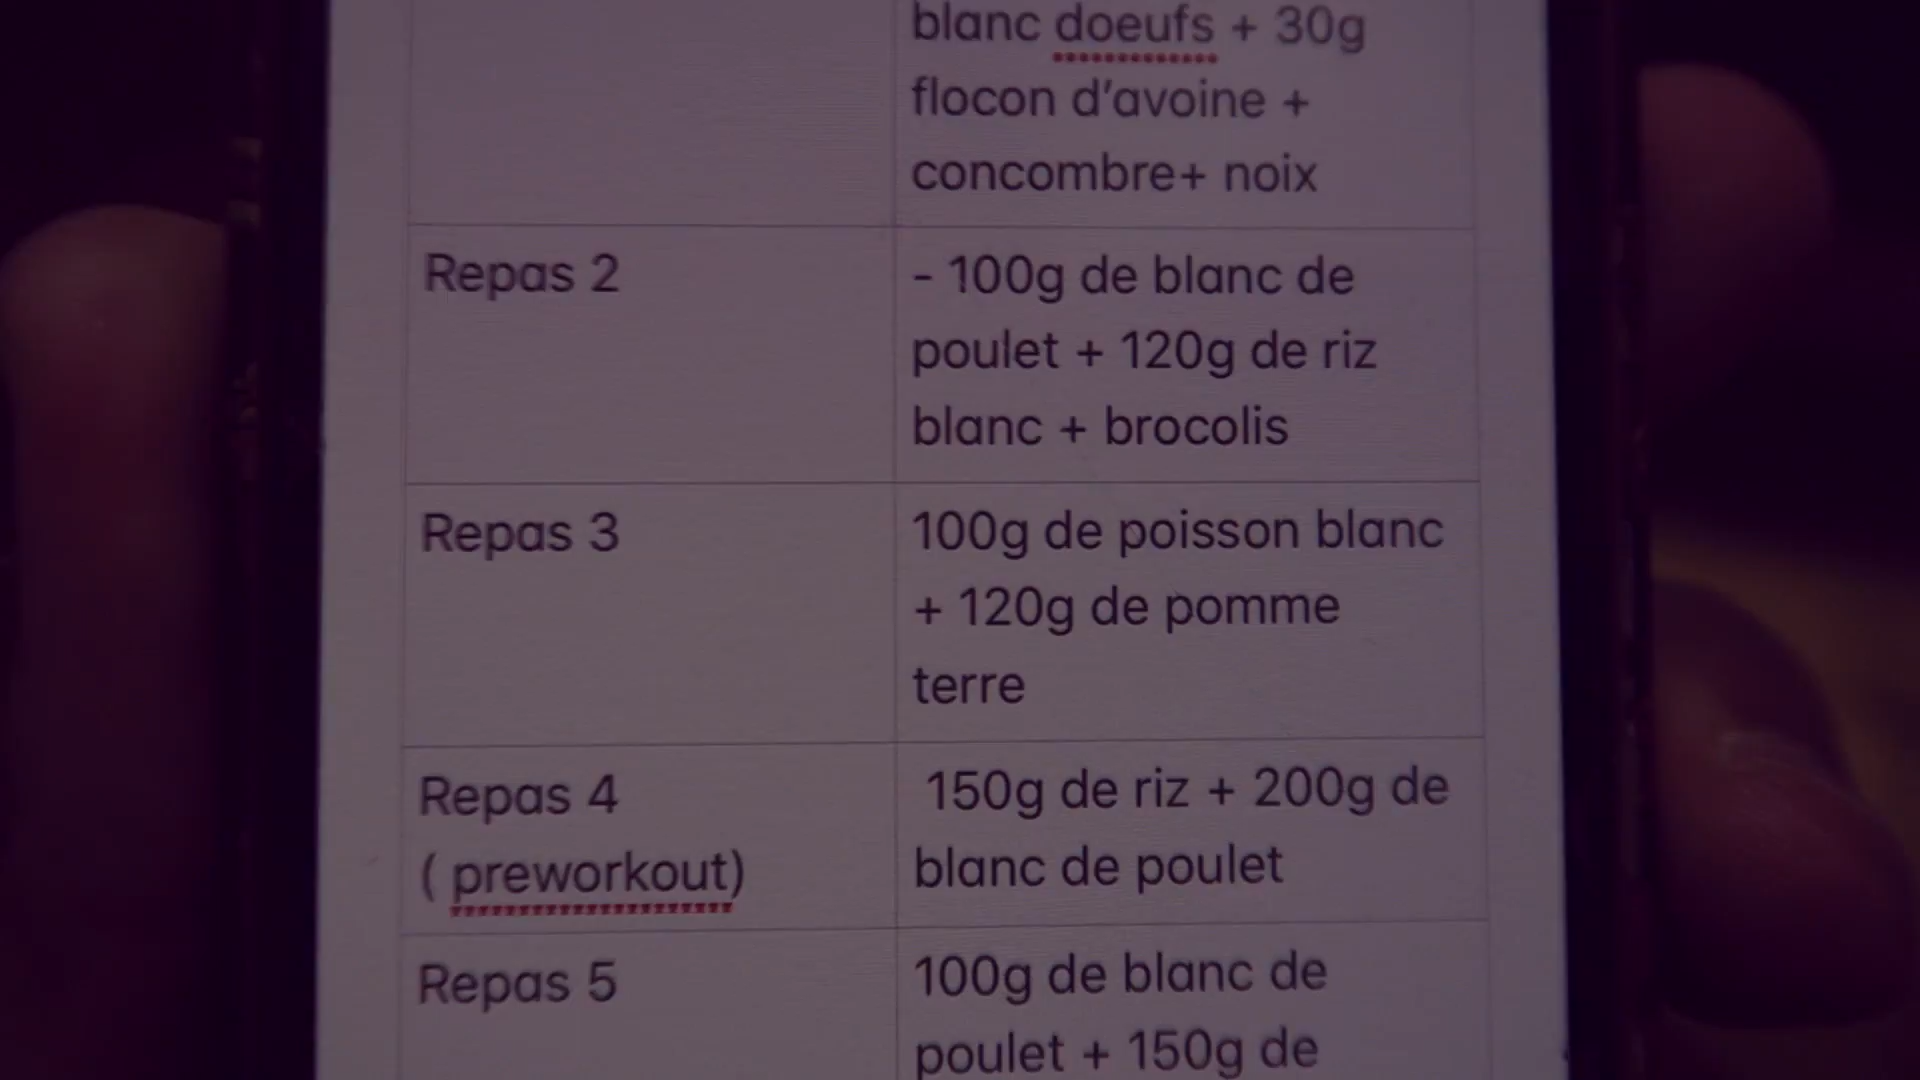 blanc doeufs + 30g
flocon d'avoine +
concombre+ noix
Repas 2
- 100g de blanc de
poulet + 120g de riz
blanc + brocolis
Repas 3
100g de poisson blanc
+ 120g de pomme
terre
Repas 4
( preworkout)
150g de riz + 200g de
blanc de poulet
Repas 5
100g de blanc de
poulet + 150g de